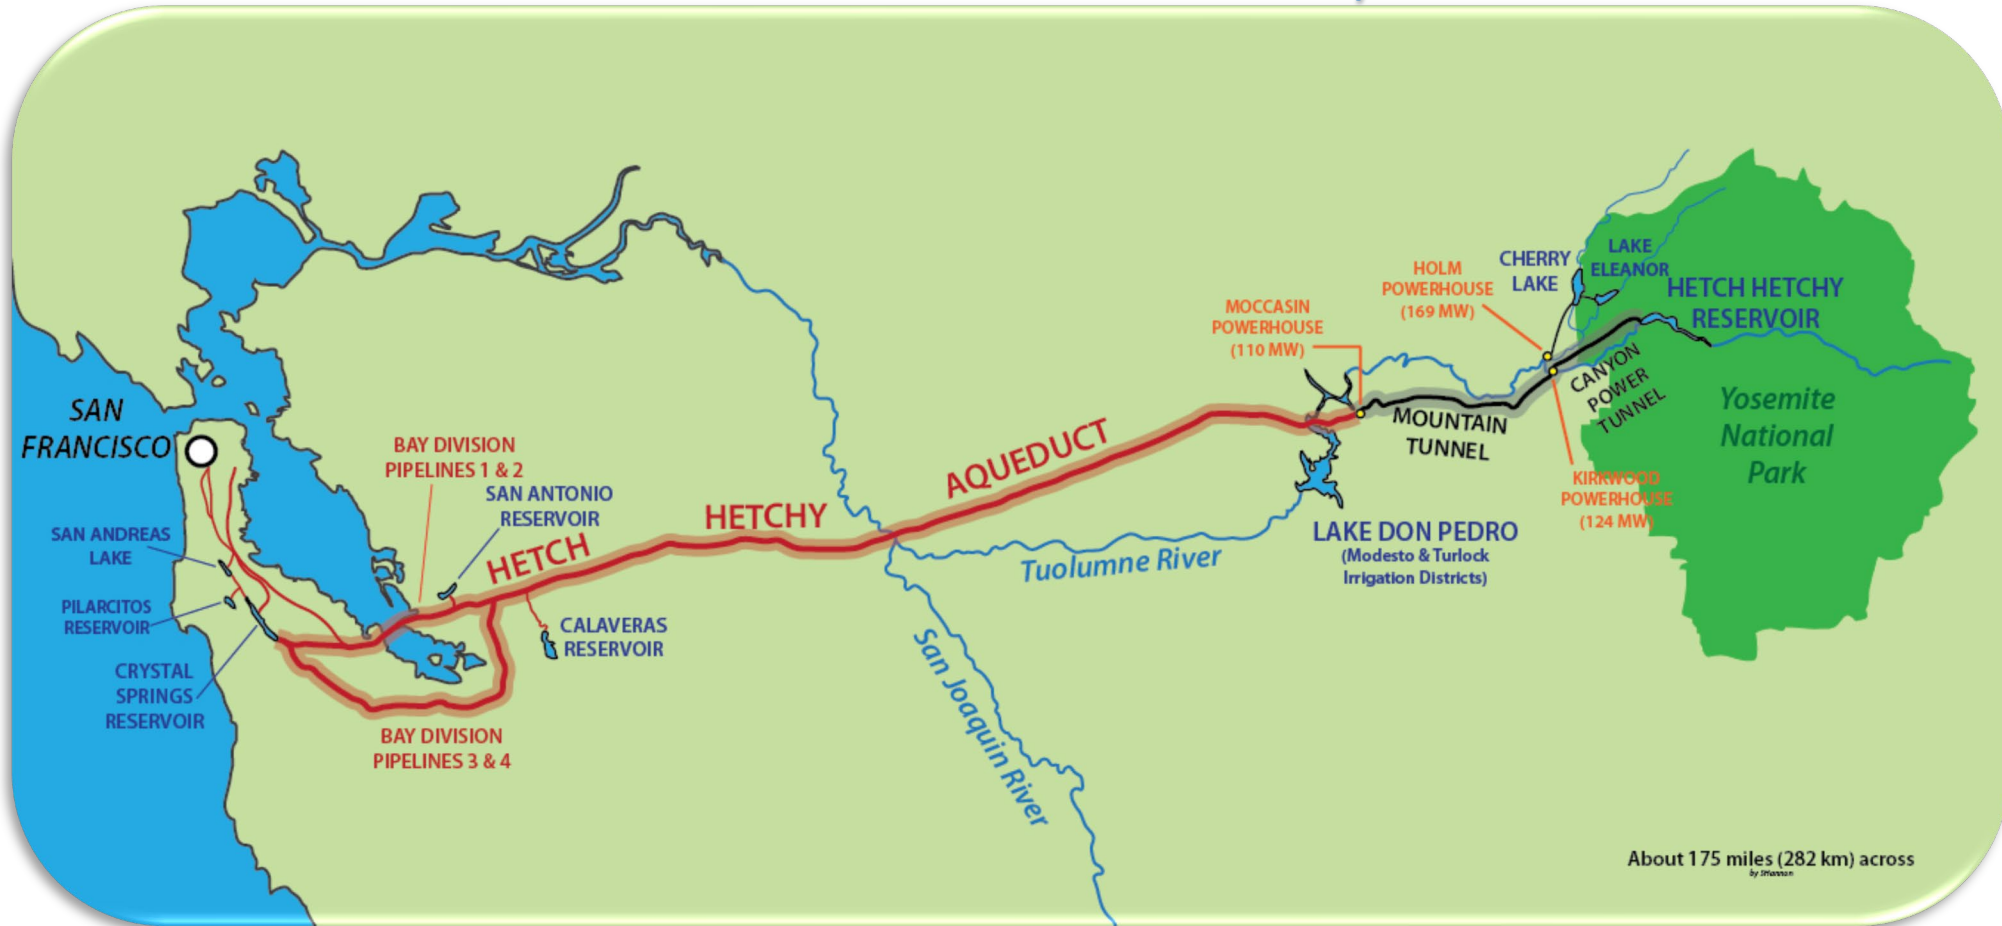 SAN
FRANCISCO
SAN ANDREAS
LAKE
PILARCITOS
RESERVOIR
CRYSTAL
SPRINGS
RESERVOIR
BAY DIVISION
PIPELINES 1 & 2
SAN ANTONIO
RESERVOIR
HETCH
HETCHY
AQUEDUCT
CALAVERAS
RESERVOIR
BAY DIVISION
PIPELINES 3 & 4
San Joaquin River
Tuolumne River
MOCCASIN
POWERHOUSE
(110 MW)
HOLM
POWERHOUSE
(169 MW)
CHERRY
LAKE
LAKE
ELEANOR
HETCH HETCHY
RESERVOIR
CANYON
POWER
TUNNEL
MOUNTAIN
TUNNEL
KIRKWOOD
POWERHOUSE
(124 MW)
LAKE DON PEDRO
(Modesto & Turlock
Irrigation Districts)
Yosemite
National
Park
About 175 miles (282 km) across
by SHannon